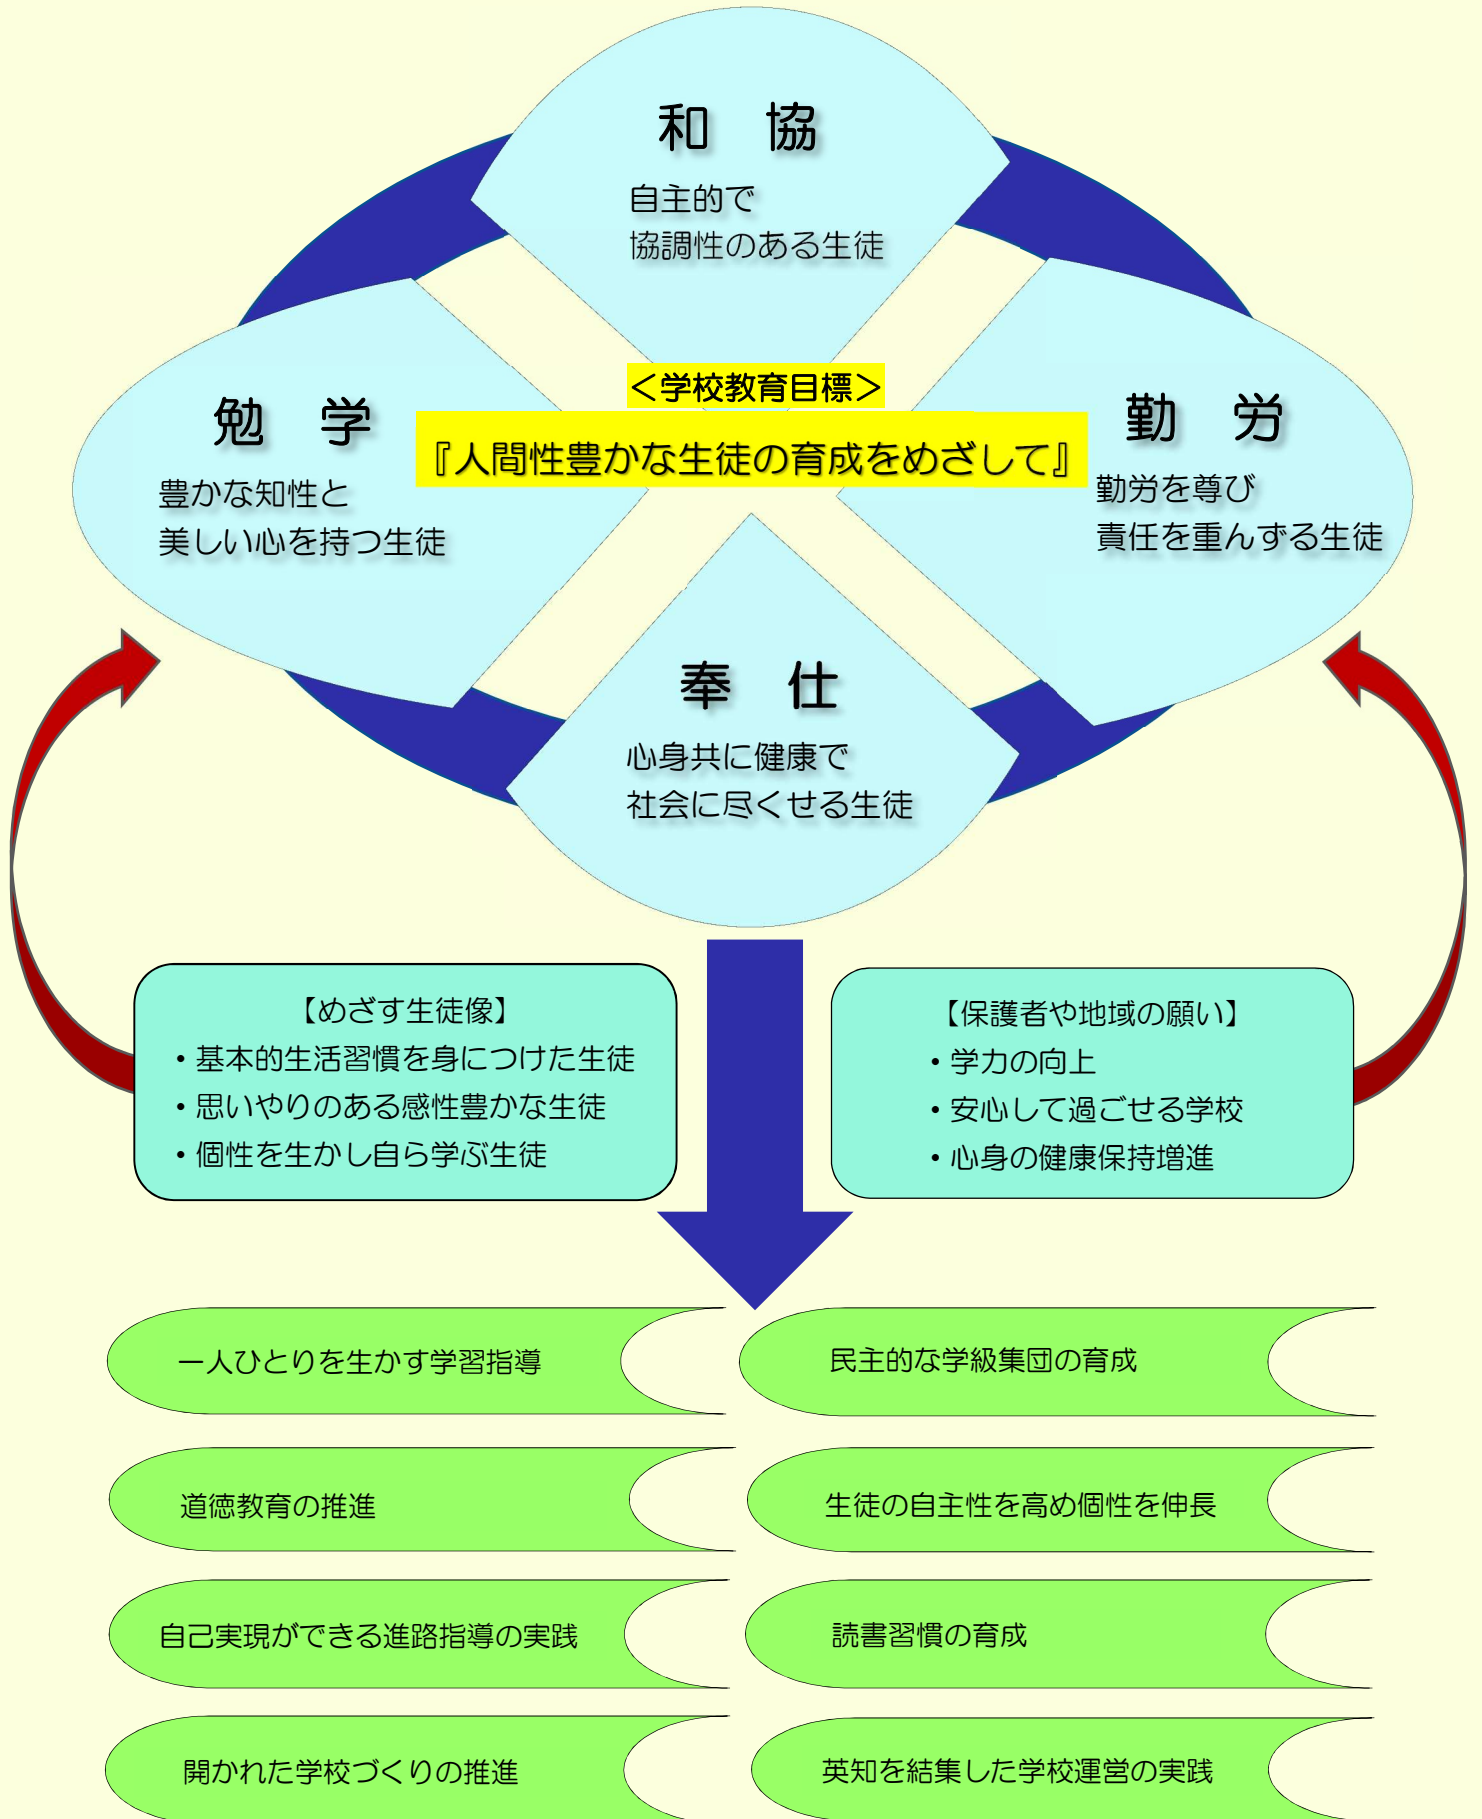 和　協
自主的で
協調性のある生徒
＜学校教育目標＞
『人間性豊かな生徒の育成をめざして』
勉　学
豊かな知性と
美しい心を持つ生徒
勤　労
勤労を尊び
責任を重んずる生徒
奉　仕
心身共に健康で
社会に尽くせる生徒
【めざす生徒像】
・基本的生活習慣を身につけた生徒
・思いやりのある感性豊かな生徒
・個性を生かし自ら学ぶ生徒
【保護者や地域の願い】
・学力の向上
・安心して過ごせる学校
・心身の健康保持増進
一人ひとりを生かす学習指導
民主的な学級集団の育成
道徳教育の推進
生徒の自主性を高め個性を伸長
自己実現ができる進路指導の実践
読書習慣の育成
開かれた学校づくりの推進
英知を結集した学校運営の実践